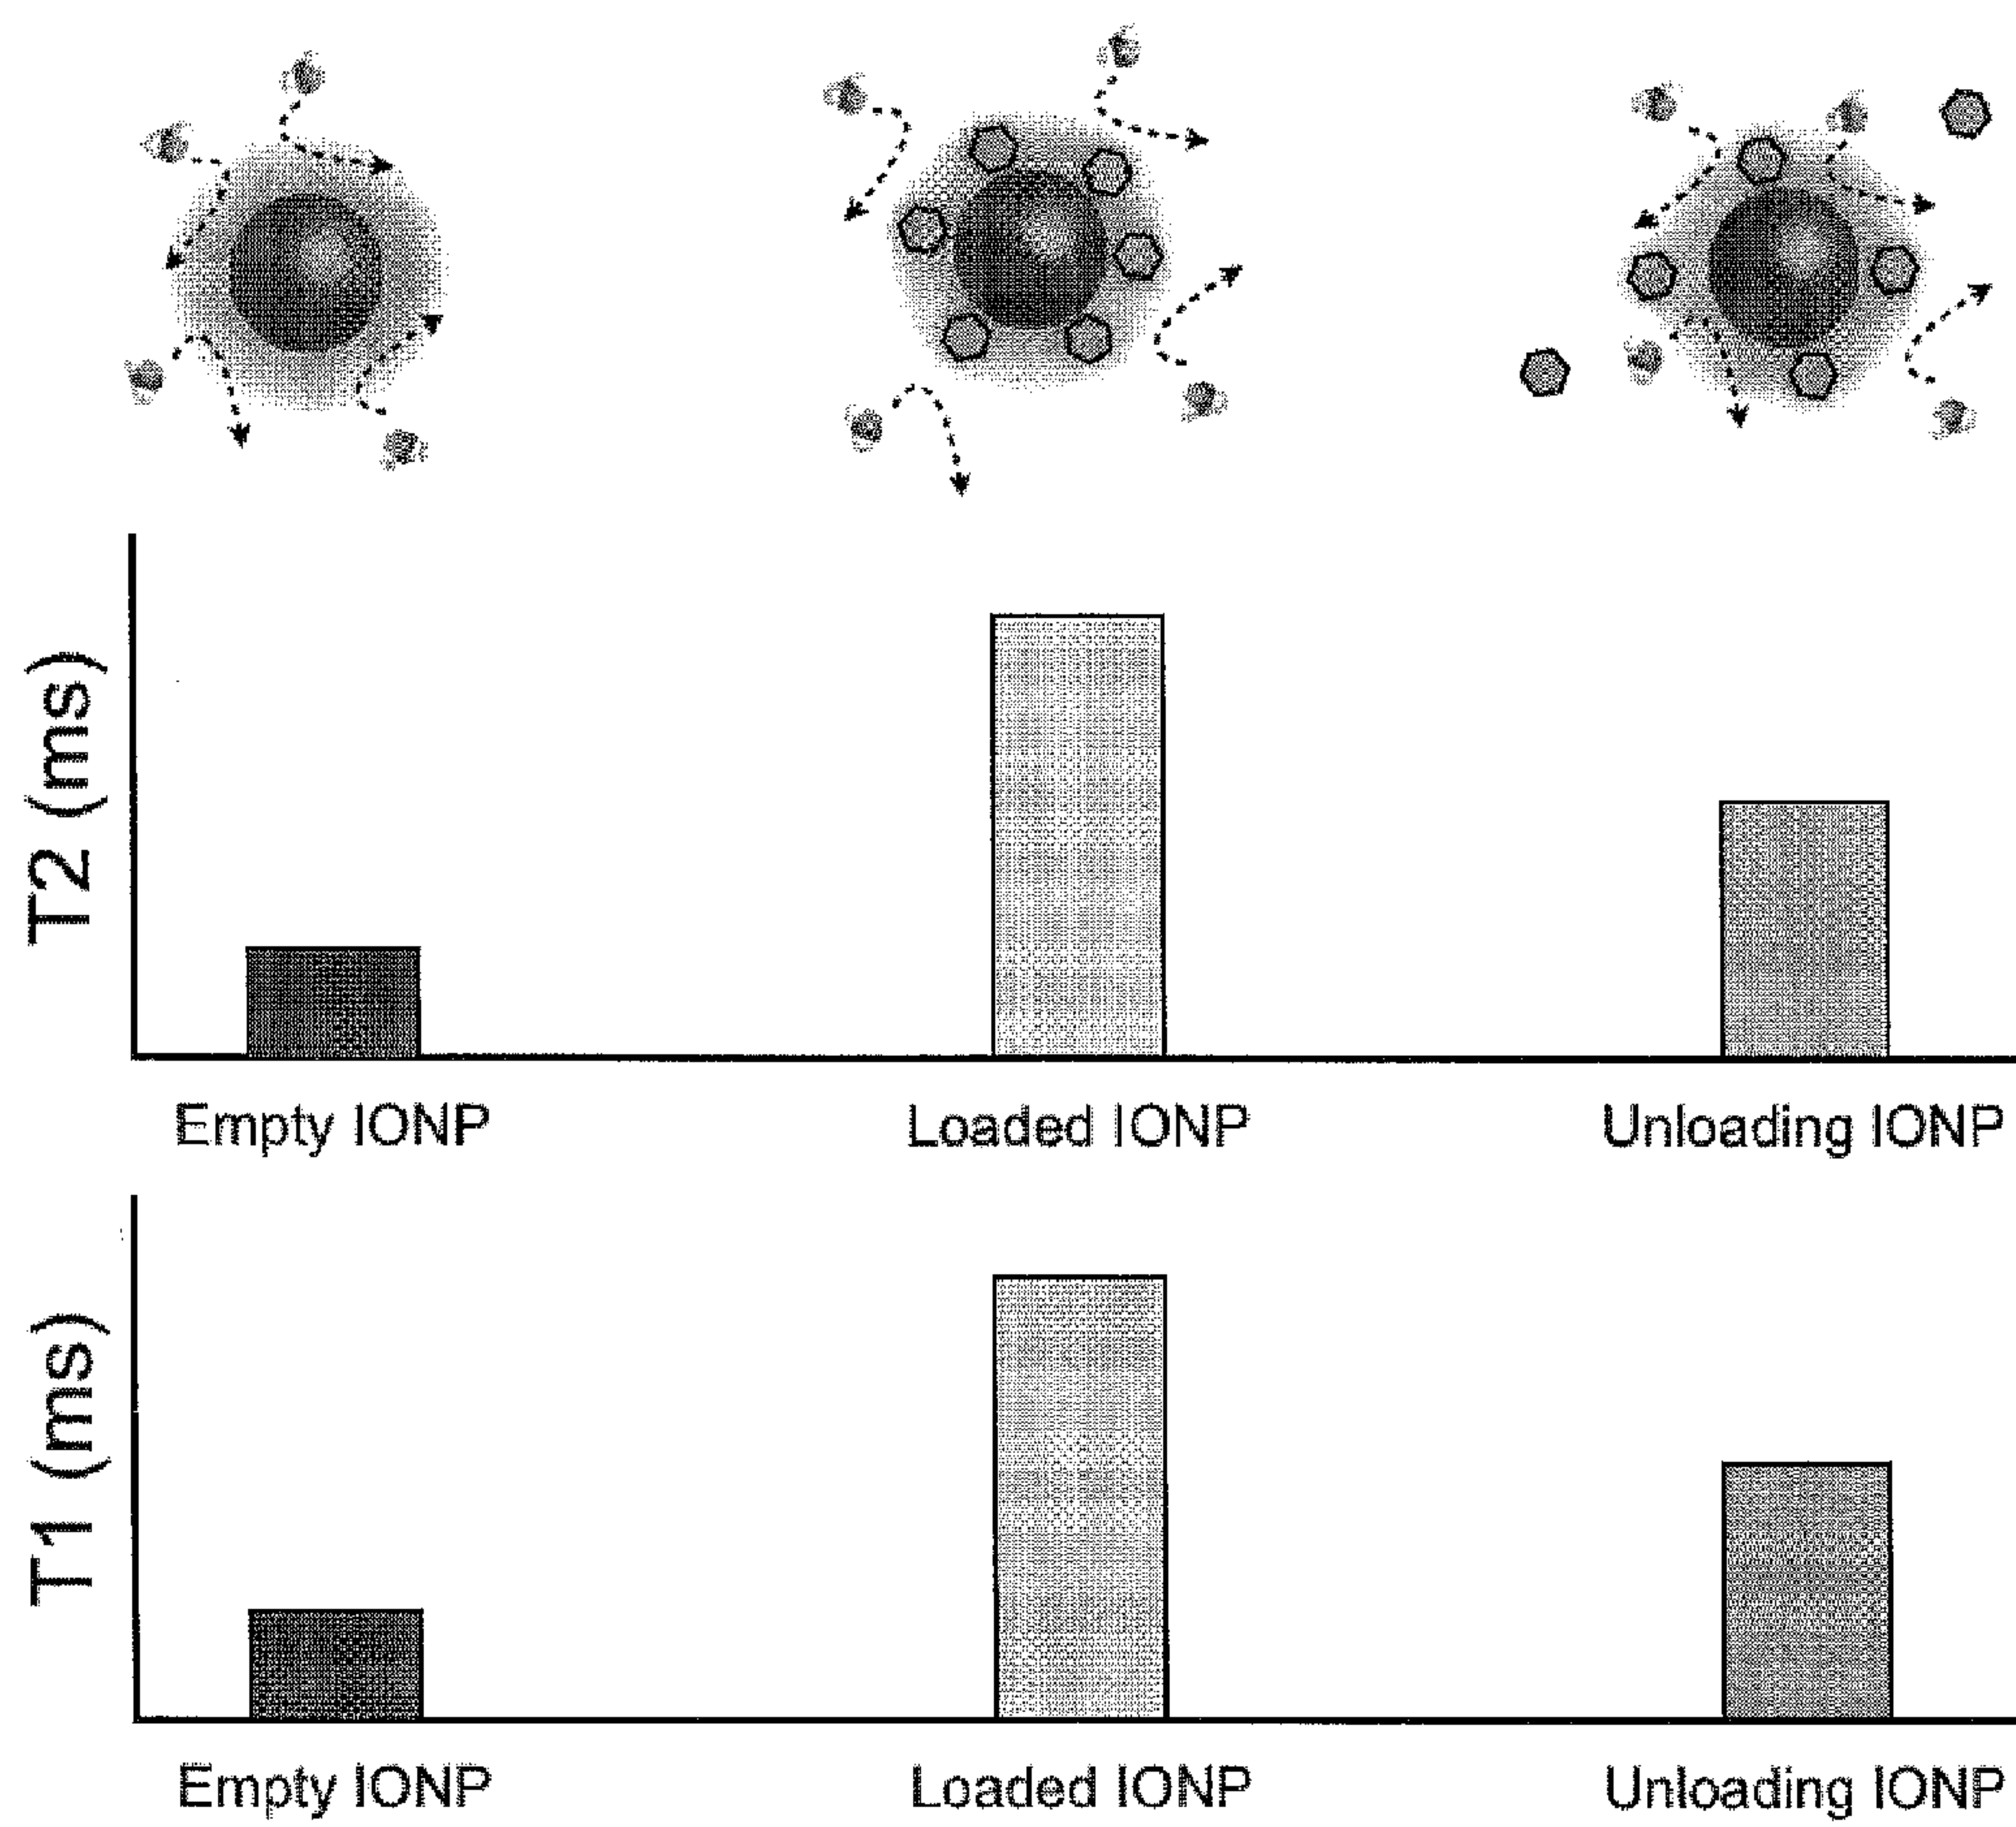 T2 (ms)
Empty IONP
Loaded IONP
Unloading IONP
T1 (ms)
Empty IONP
Loaded IONP
Unloading IONP